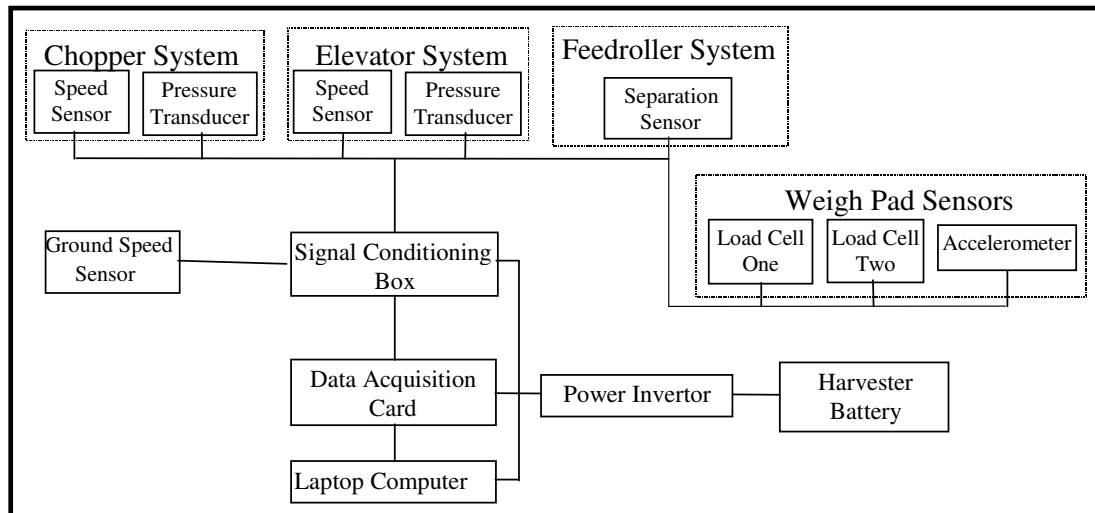 Chopper System
Speed
Sensor
Pressure
Transducer
Elevator System
Speed
Sensor
Pressure
Transducer
Feedroller System
Separation
Sensor
Weigh Pad Sensors
Load Cell
One
Load Cell
Two
Accelerometer
Ground Speed
Sensor
Signal Conditioning
Box
Data Acquisition
Card
Power Invertor
Harvester
Battery
Laptop Computer